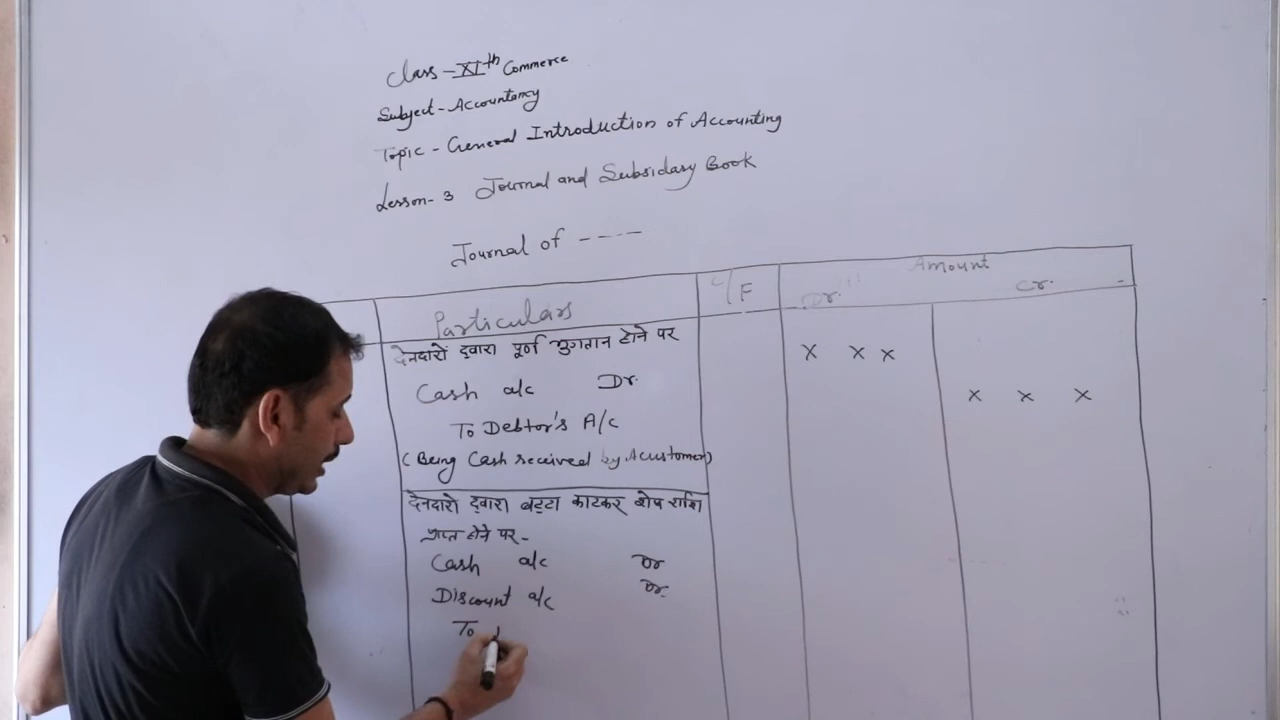 Class - XIth Commerce
Subject - Accountancy
Topic - General Introduction of Accounting
Lesson - 3 Journal and Subsidary Book
Journal of ----
Particulars
L/F
Amount
Dr.
Cr.
देनदारो द्वारा पूर्ण भुगतान होने पर
Cash a/c Dr.
To Debtor's A/c
(Being Cash received by A customer)
x x x
x x x
देनदारो द्वारा बट्टा काटकर शेष राशि
प्राप्त होने पर -
Cash a/c Dr
Discount a/c Dr.
To